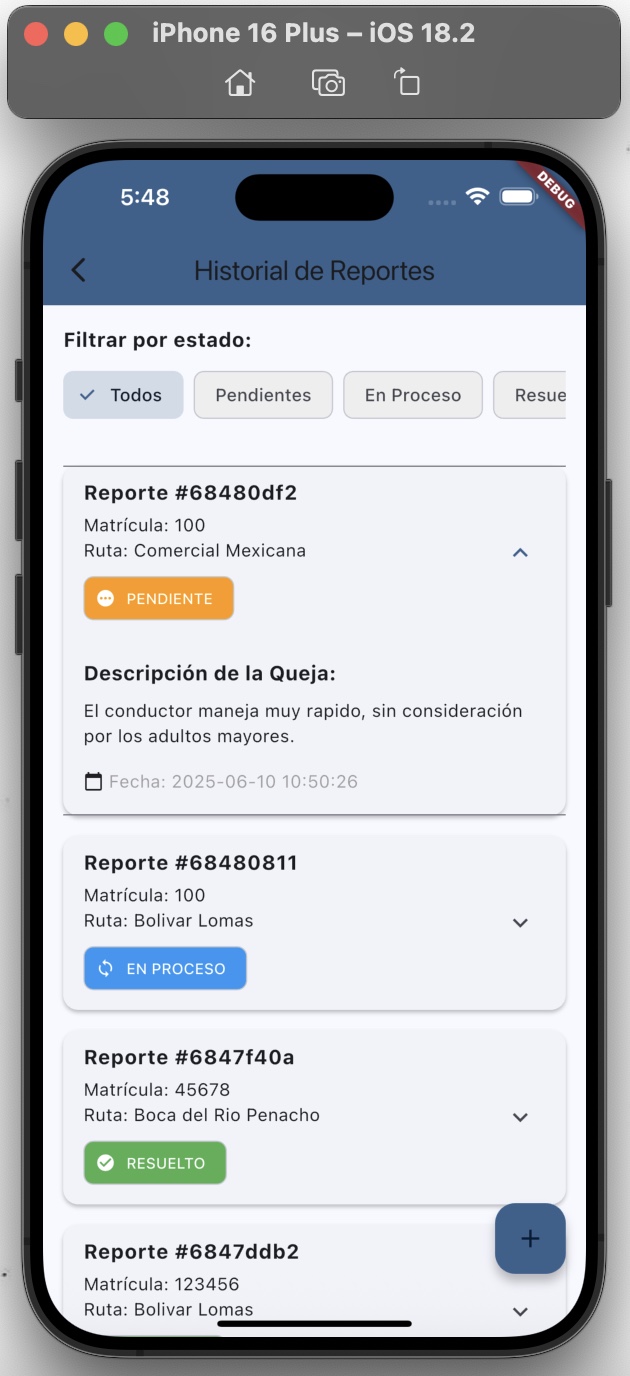 iPhone 16 Plus – iOS 18.2
5:48
DEBUG
Historial de Reportes
Filtrar por estado:
Todos
Pendientes
En Proceso
Resue
Reporte #68480df2
Matrícula: 100
Ruta: Comercial Mexicana
PENDIENTE
Descripción de la Queja:
El conductor maneja muy rapido, sin consideración
por los adultos mayores.
Fecha: 2025-06-10 10:50:26
Reporte #68480811
Matrícula: 100
Ruta: Bolivar Lomas
EN PROCESO
Reporte #6847f40a
Matrícula: 45678
Ruta: Boca del Rio Penacho
RESUELTO
Reporte #6847ddb2
Matrícula: 123456
Ruta: Bolivar Lomas